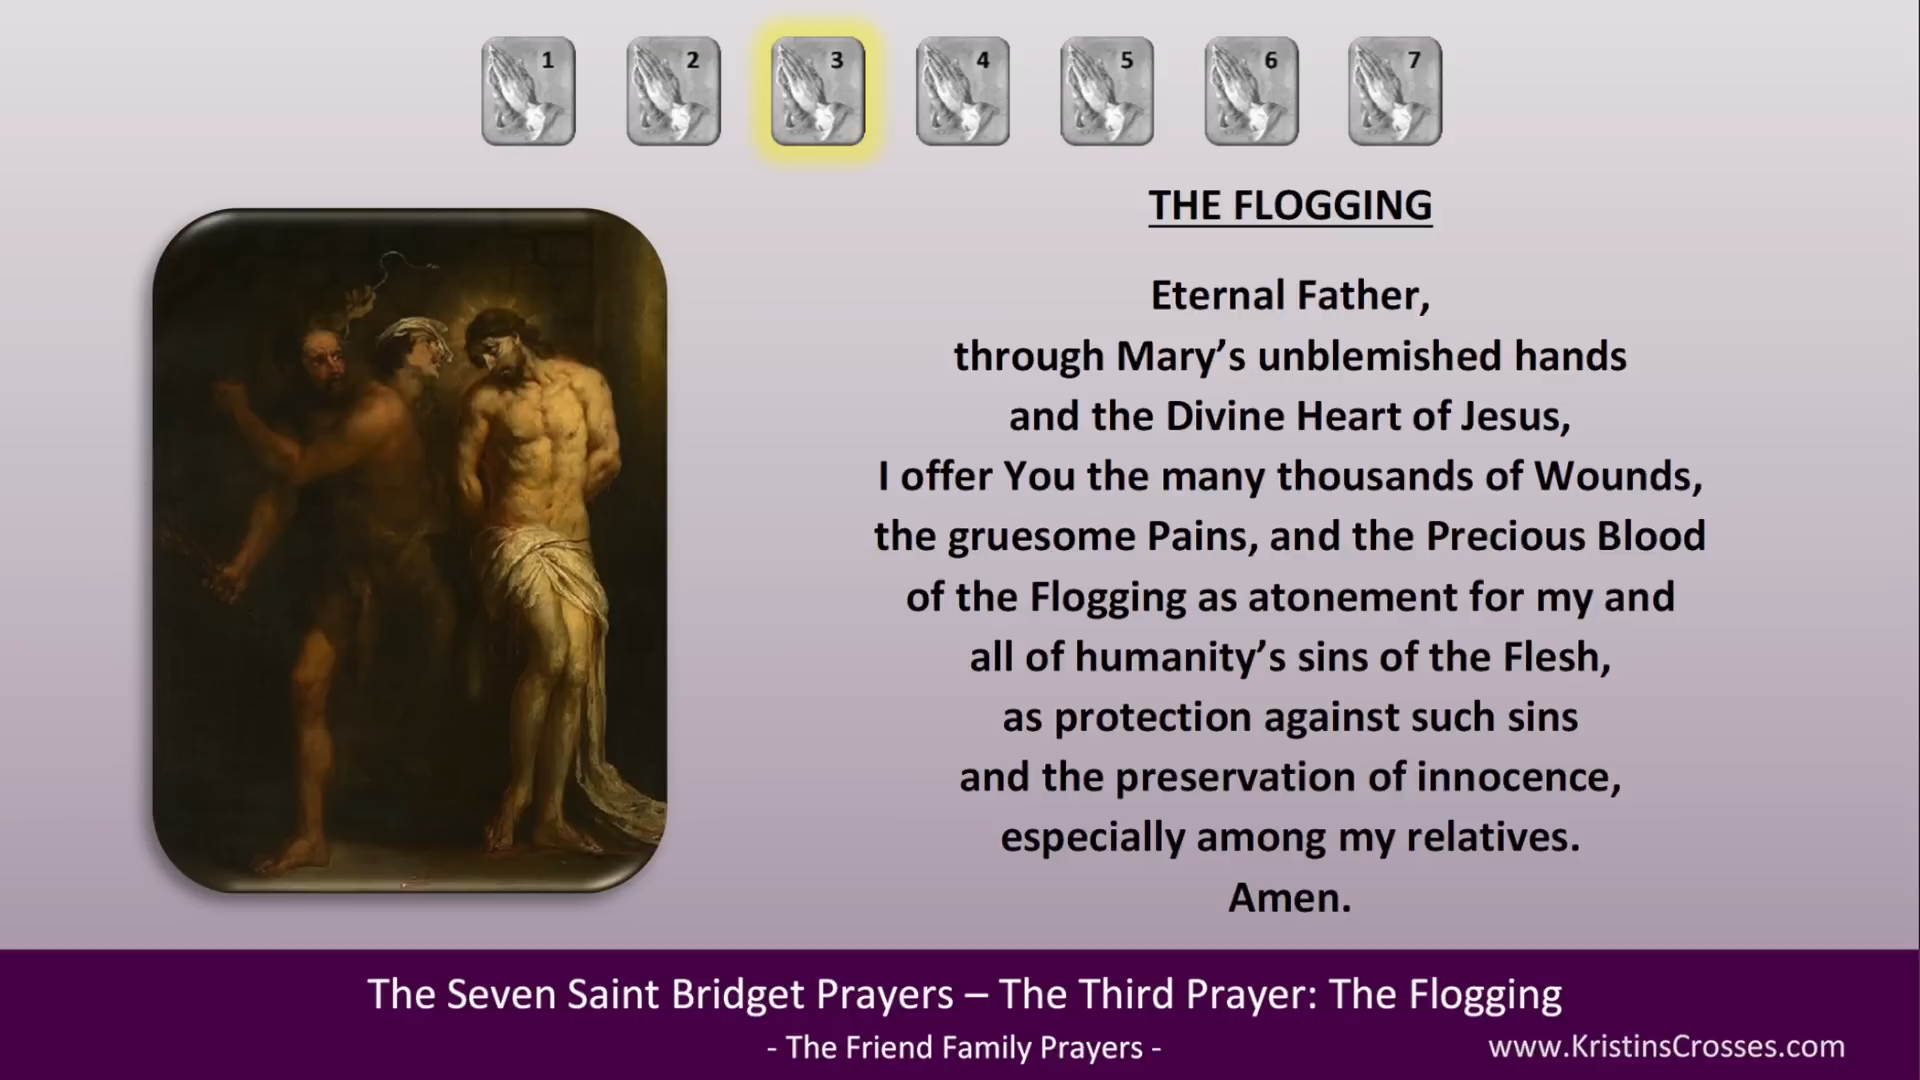 1 2 3 4 5 6 7
THE FLOGGING
Eternal Father,
through Mary’s unblemished hands
and the Divine Heart of Jesus,
I offer You the many thousands of Wounds,
the gruesome Pains, and the Precious Blood
of the Flogging as atonement for my and
all of humanity’s sins of the Flesh,
as protection against such sins
and the preservation of innocence,
especially among my relatives.
Amen.
The Seven Saint Bridget Prayers – The Third Prayer: The Flogging
- The Friend Family Prayers -
www.KristinsCrosses.com